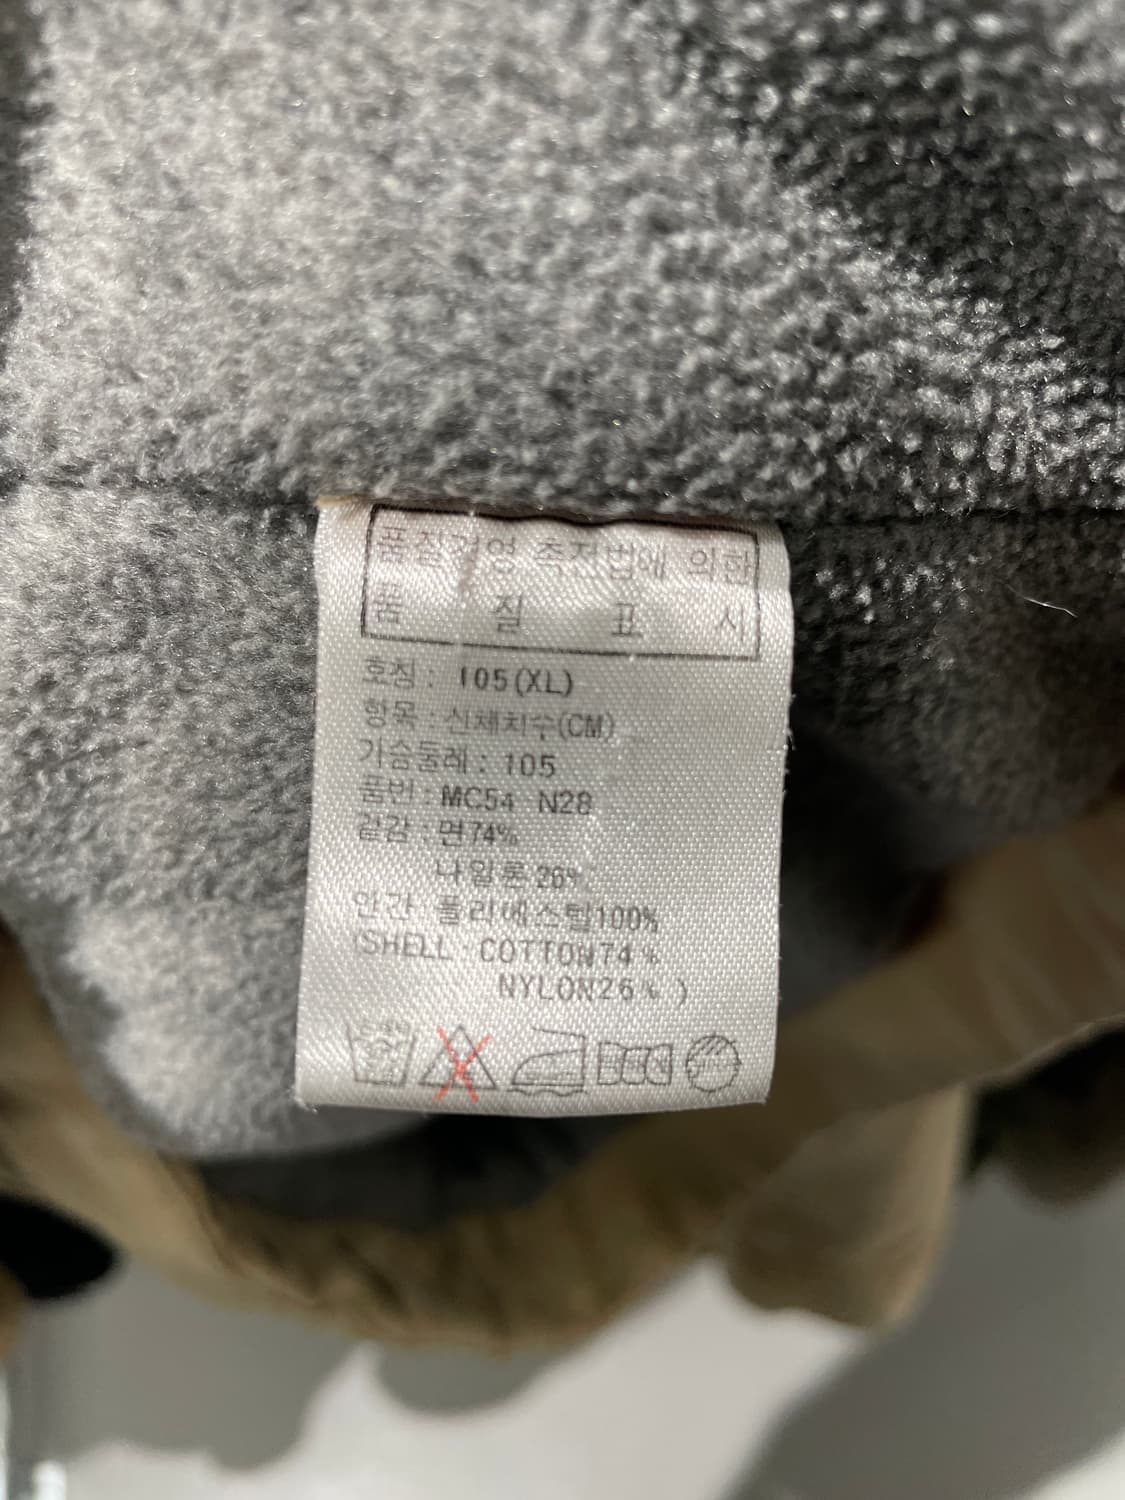 품질경영 촉진법에 의한
품 질 표 시
호칭 : 105(XL)
항목 : 신체치수(CM)
가슴둘레 : 105
품번 : MC54 N28
겉감 : 면74%
나일론26%
안감 : 폴리에스텔100%
(SHELL : COTTON74%
NYLON26%)